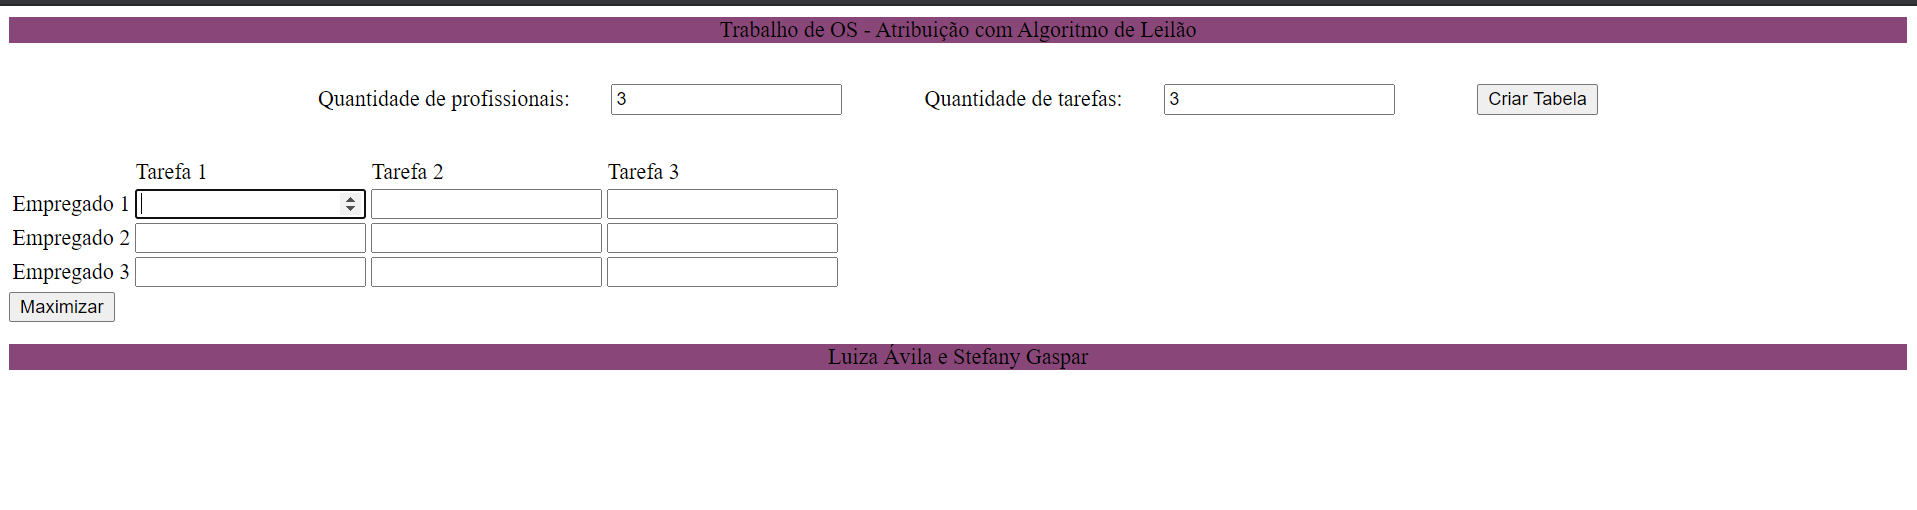 Trabalho de OS - Atribuição com Algoritmo de Leilão
Quantidade de profissionais: 3 Quantidade de tarefas: 3 Criar Tabela
Tarefa 1 Tarefa 2 Tarefa 3
Empregado 1
Empregado 2
Empregado 3
Maximizar
Luiza Ávila e Stefany Gaspar